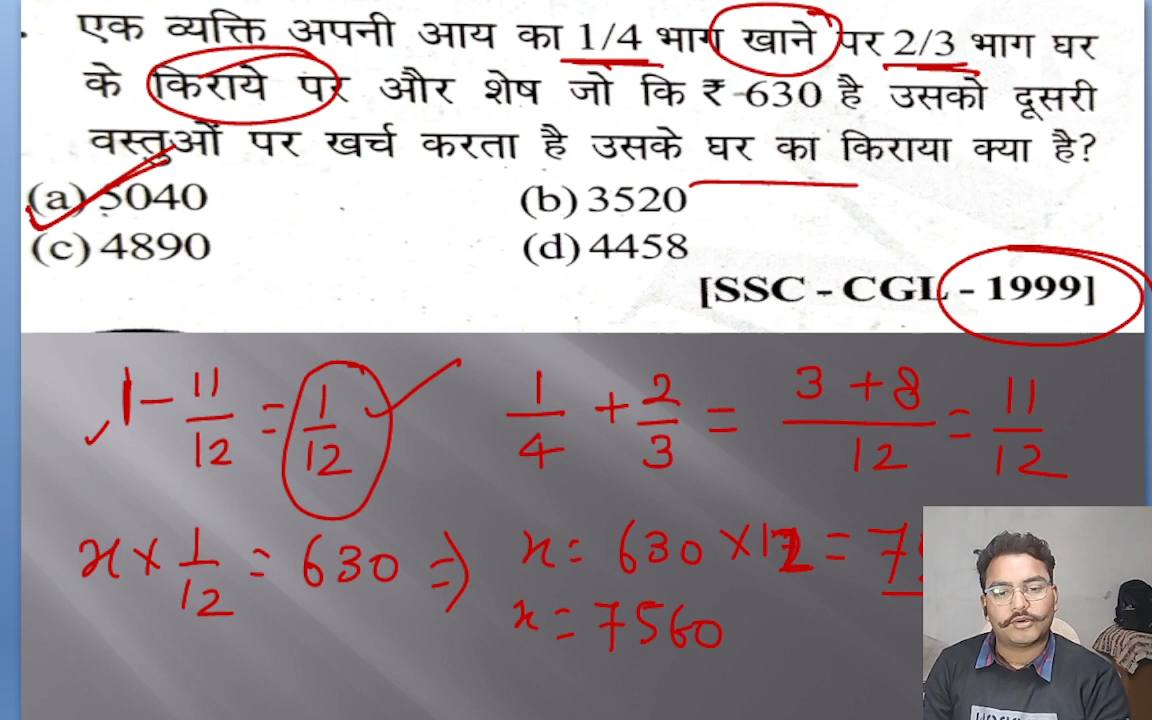 एक व्यक्ति अपनी आय का 1/4 भाग खाने पर 2/3 भाग घर
के किराये पर और शेष जो कि ₹ 630 है उसको दूसरी
वस्तुओं पर खर्च करता है उसके घर का किराया क्या है?
(a) 5040 (b) 3520
(c) 4890 (d) 4458
[SSC - CGL - 1999]
1 - 11/12 = 1/12 1/4 + 2/3 = 3 + 8/12 = 11/12
x × 1/12 = 630 ⇒ x = 630 × 12 =
x = 7560